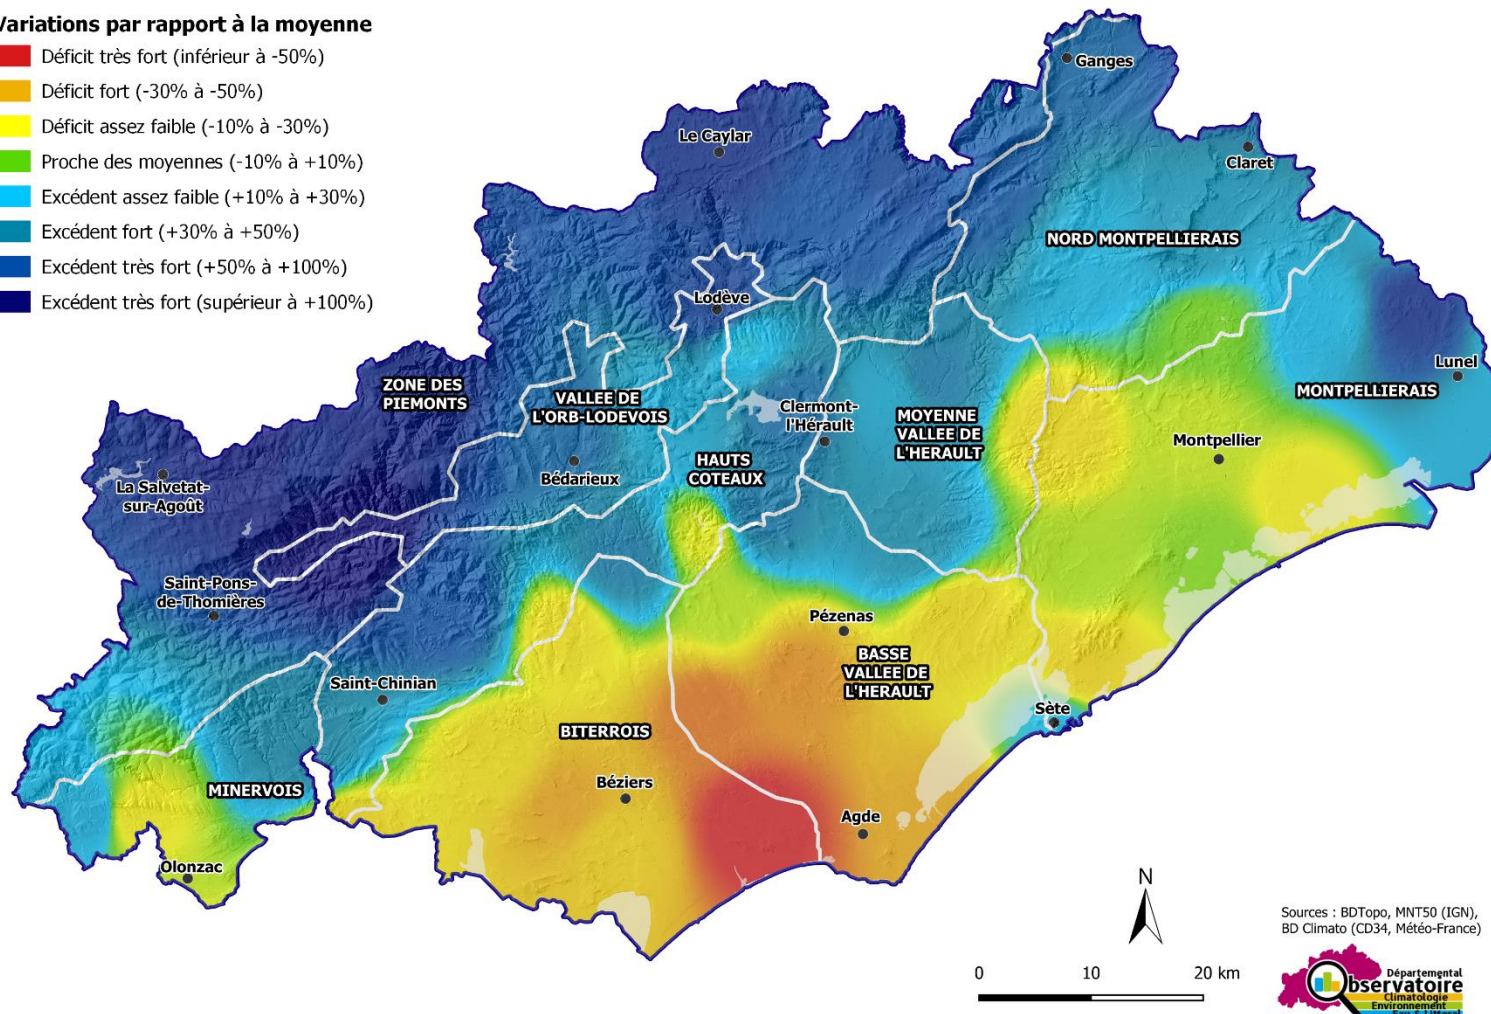 Variations par rapport à la moyenne
Déficit très fort (inférieur à -50%)
Déficit fort (-30% à -50%)
Déficit assez faible (-10% à -30%)
Proche des moyennes (-10% à +10%)
Excédent assez faible (+10% à +30%)
Excédent fort (+30% à +50%)
Excédent très fort (+50% à +100%)
Excédent très fort (supérieur à +100%)
Ganges
Le Caylar
Claret
NORD MONTPELLIERAIS
Lodève
Lunel
ZONE DES
PIEMONTS
VALLEE DE
L'ORB-LODEVOIS
MONTPELLIERAIS
Clermont-
l'Hérault
MOYENNE
VALLEE DE
L'HERAULT
Montpellier
HAUTS
COTEAUX
Bédarieux
La Salvetat-
sur-Agoût
Saint-Pons-
de-Thomières
Pézenas
BASSE
VALLEE DE
L'HERAULT
Saint-Chinian
Sète
BITERROIS
Béziers
MINERVOIS
Agde
Olonzac
N
0 10 20 km
Sources : BDTopo, MNT50 (IGN),
BD Climato (CD34, Météo-France)
Départemental
Observatoire
Climatologie
Environnement
Eau & Littoral